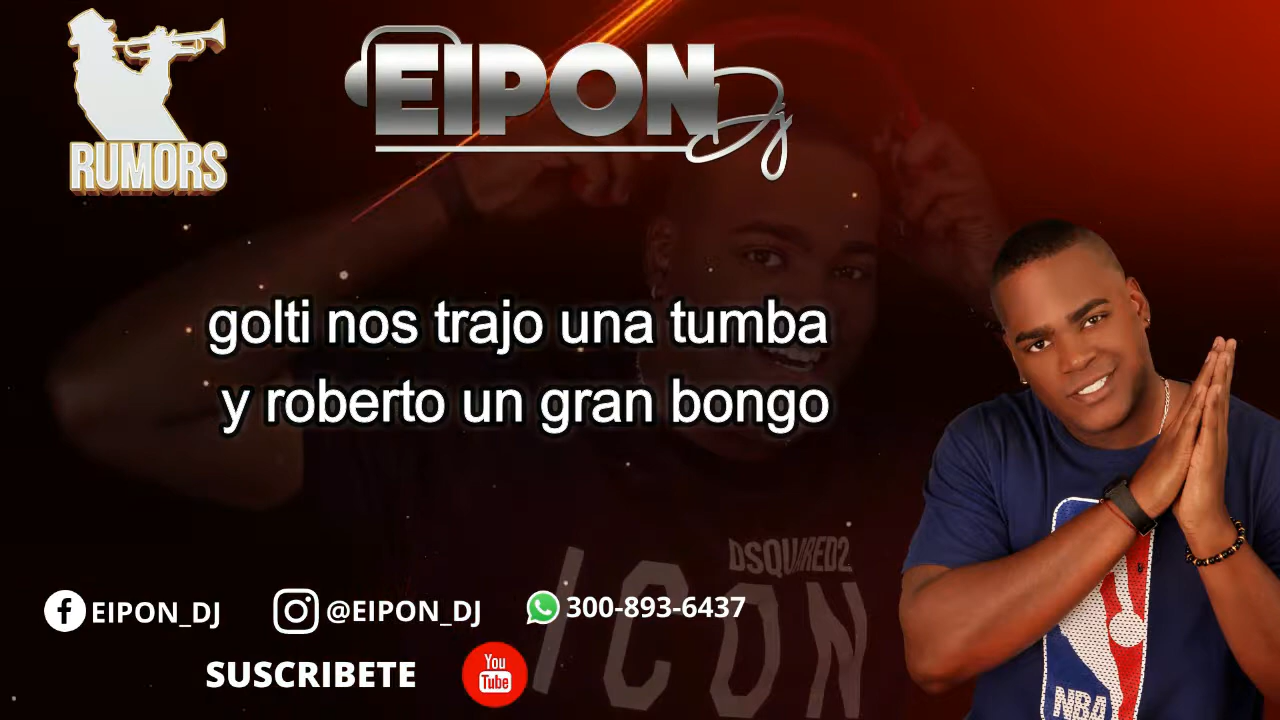 RUMORS
EIPON Dj
golti nos trajo una tumba
y roberto un gran bongo
DSQUARED2
ICON
EIPON_DJ
@EIPON_DJ
300-893-6437
SUSCRIBETE
You
Tube
NBA